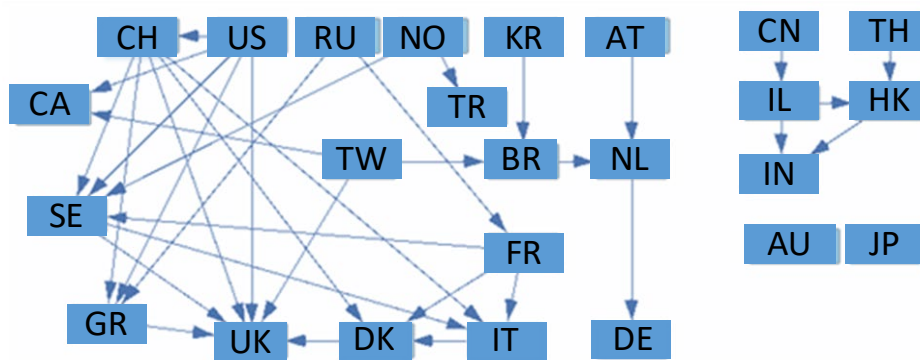 CH US RU NO KR AT CN TH
CA TR IL HK
TW BR NL IN
SE FR AU JP
GR UK DK IT DE